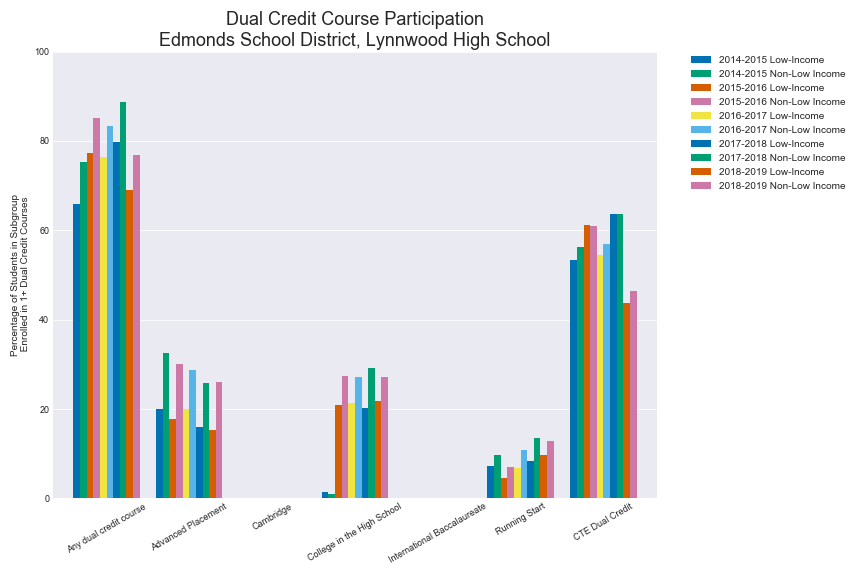 Dual Credit Course Participation
Edmonds School District, Lynnwood High School
Percentage of Students in Subgroup
Enrolled in 1+ Dual Credit Courses
100
80
60
40
20
0
Any dual credit course
Advanced Placement
Cambridge
College in the High School
International Baccalaureate
Running Start
CTE Dual Credit
2014-2015 Low-Income
2014-2015 Non-Low Income
2015-2016 Low-Income
2015-2016 Non-Low Income
2016-2017 Low-Income
2016-2017 Non-Low Income
2017-2018 Low-Income
2017-2018 Non-Low Income
2018-2019 Low-Income
2018-2019 Non-Low Income